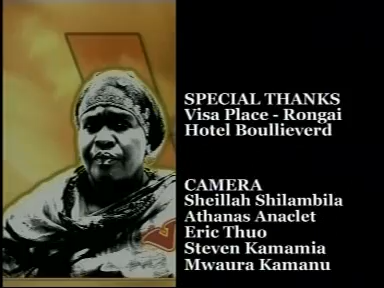 SPECIAL THANKS
Visa Place - Rongai
Hotel Boullieverd
CAMERA
Sheillah Shilambila
Athanas Anaclet
Eric Thuo
Steven Kamamia
Mwaura Kamanu